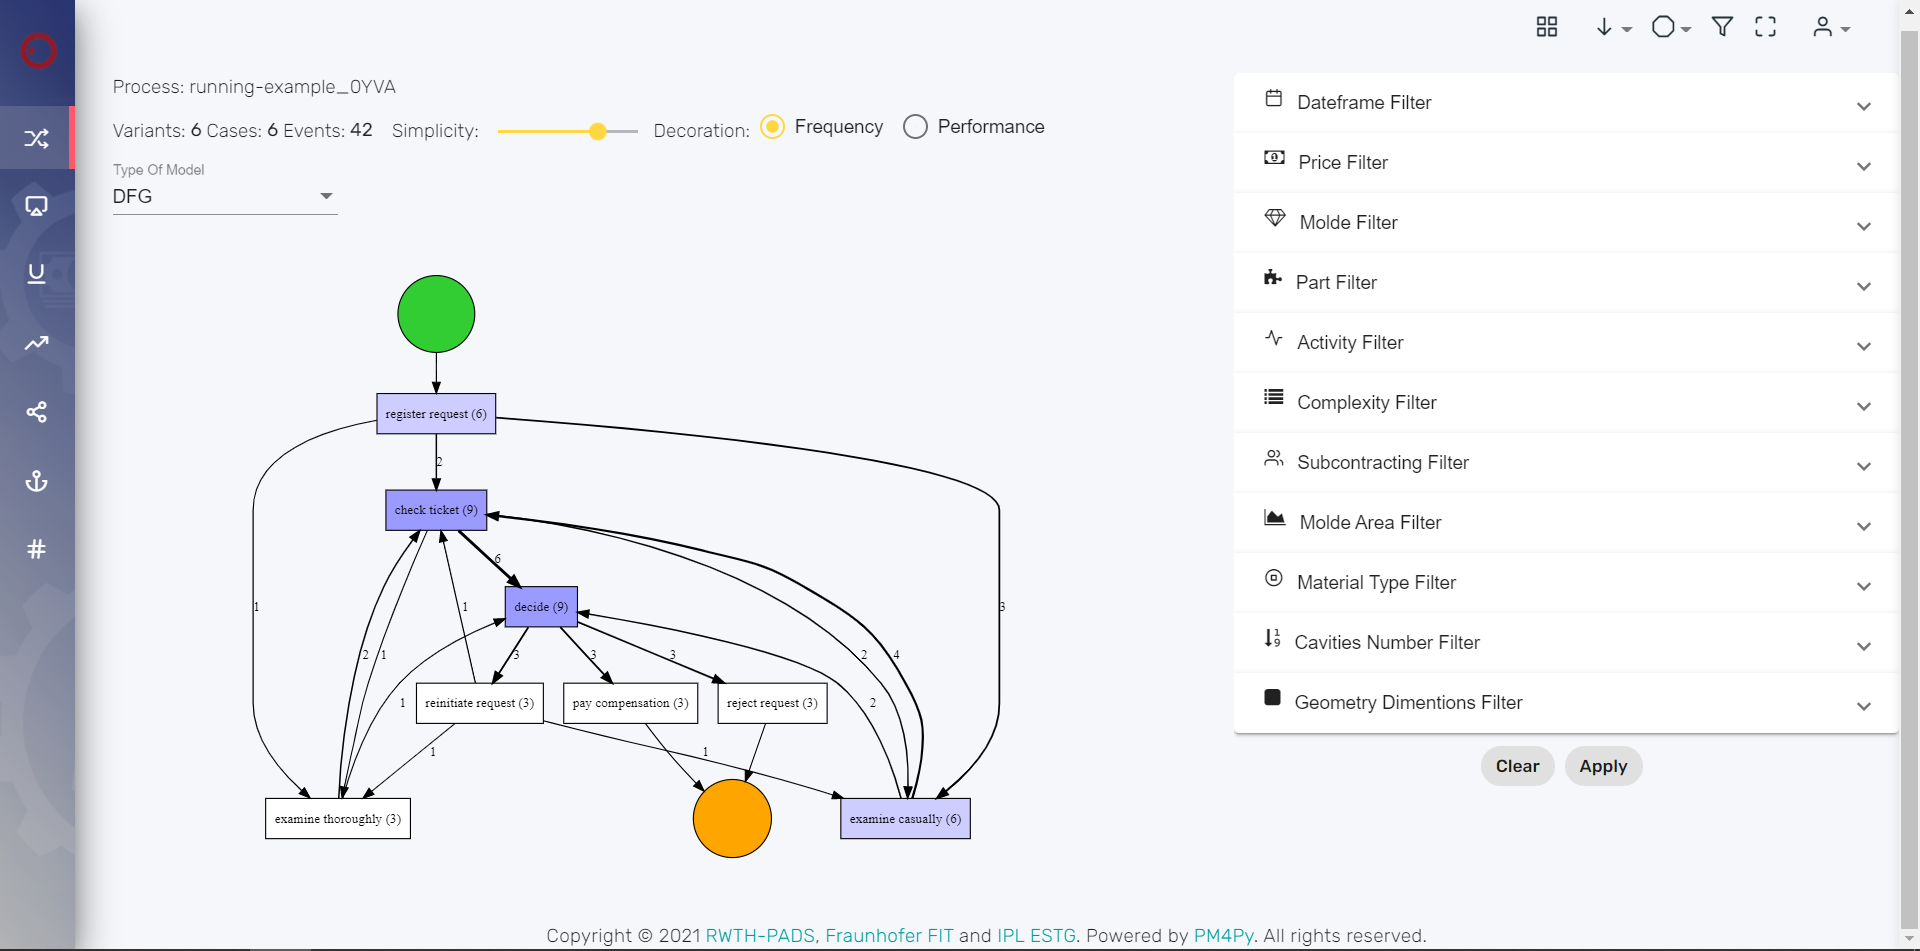 Process: running-example_0YVA
Variants: 6 Cases: 6 Events: 42 Simplicity: Decoration: Frequency Performance
Type Of Model
DFG
register request (6)
2
check ticket (9)
6
1
decide (9)
1
3
2
1
3
3
3
2
4
1
reinitiate request (3)
pay compensation (3)
reject request (3)
2
1
1
examine thoroughly (3)
examine casually (6)
Dateframe Filter
Price Filter
Molde Filter
Part Filter
Activity Filter
Complexity Filter
Subcontracting Filter
Molde Area Filter
Material Type Filter
Cavities Number Filter
Geometry Dimentions Filter
Clear Apply
Copyright © 2021 RWTH-PADS, Fraunhofer FIT and IPL ESTG. Powered by PM4Py. All rights reserved.